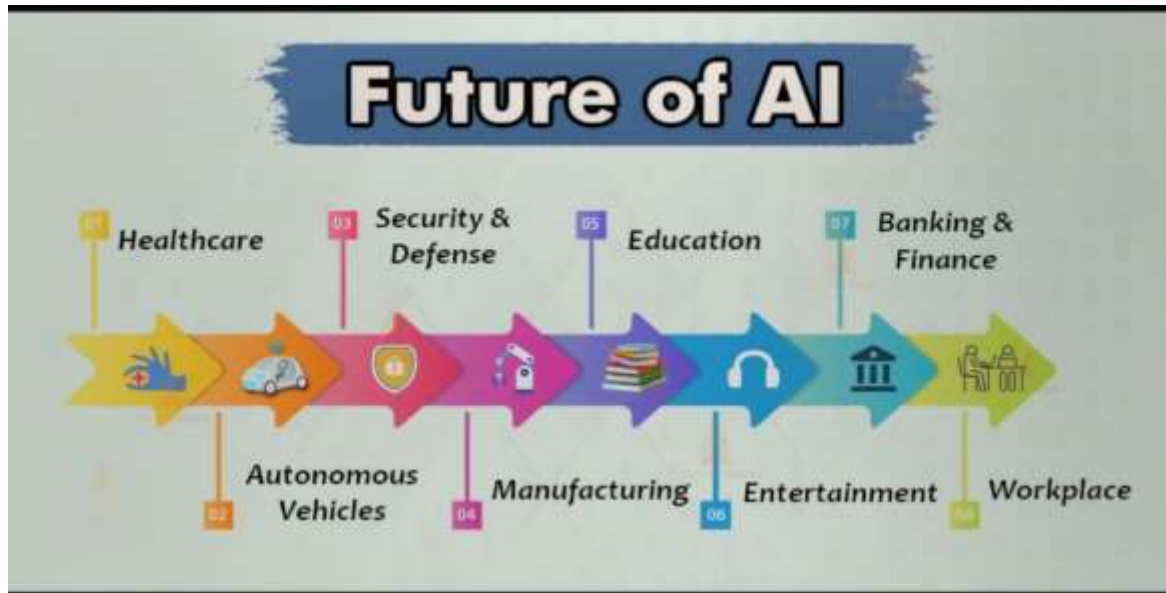 Future of AI
01
Healthcare
02
Autonomous
Vehicles
03
Security &
Defense
04
Manufacturing
05
Education
06
Entertainment
07
Banking &
Finance
08
Workplace